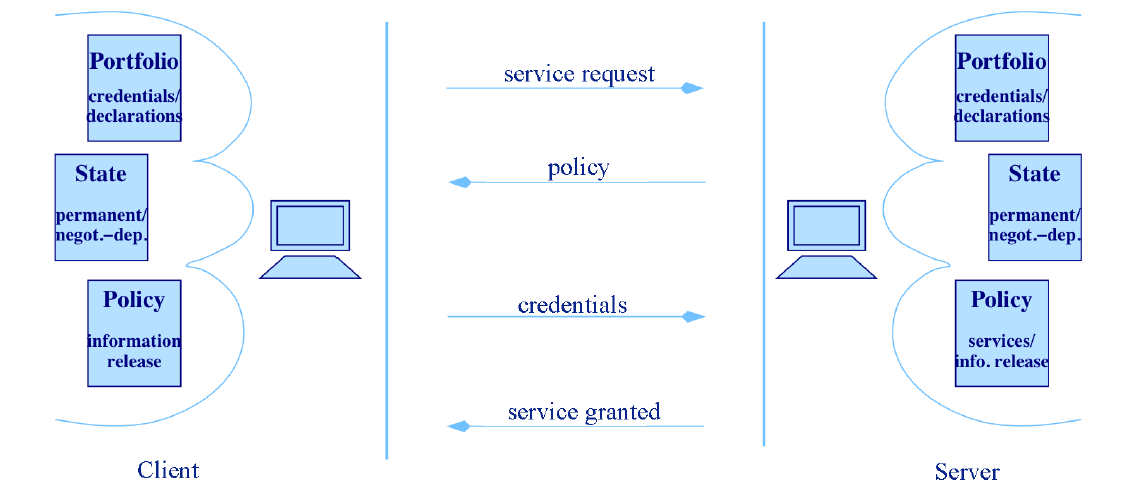 Portfolio
credentials/
declarations
State
permanent/
negot.−dep.
Policy
information
release
Client
service request
policy
credentials
service granted
Portfolio
credentials/
declarations
State
permanent/
negot.−dep.
Policy
services/
info. release
Server